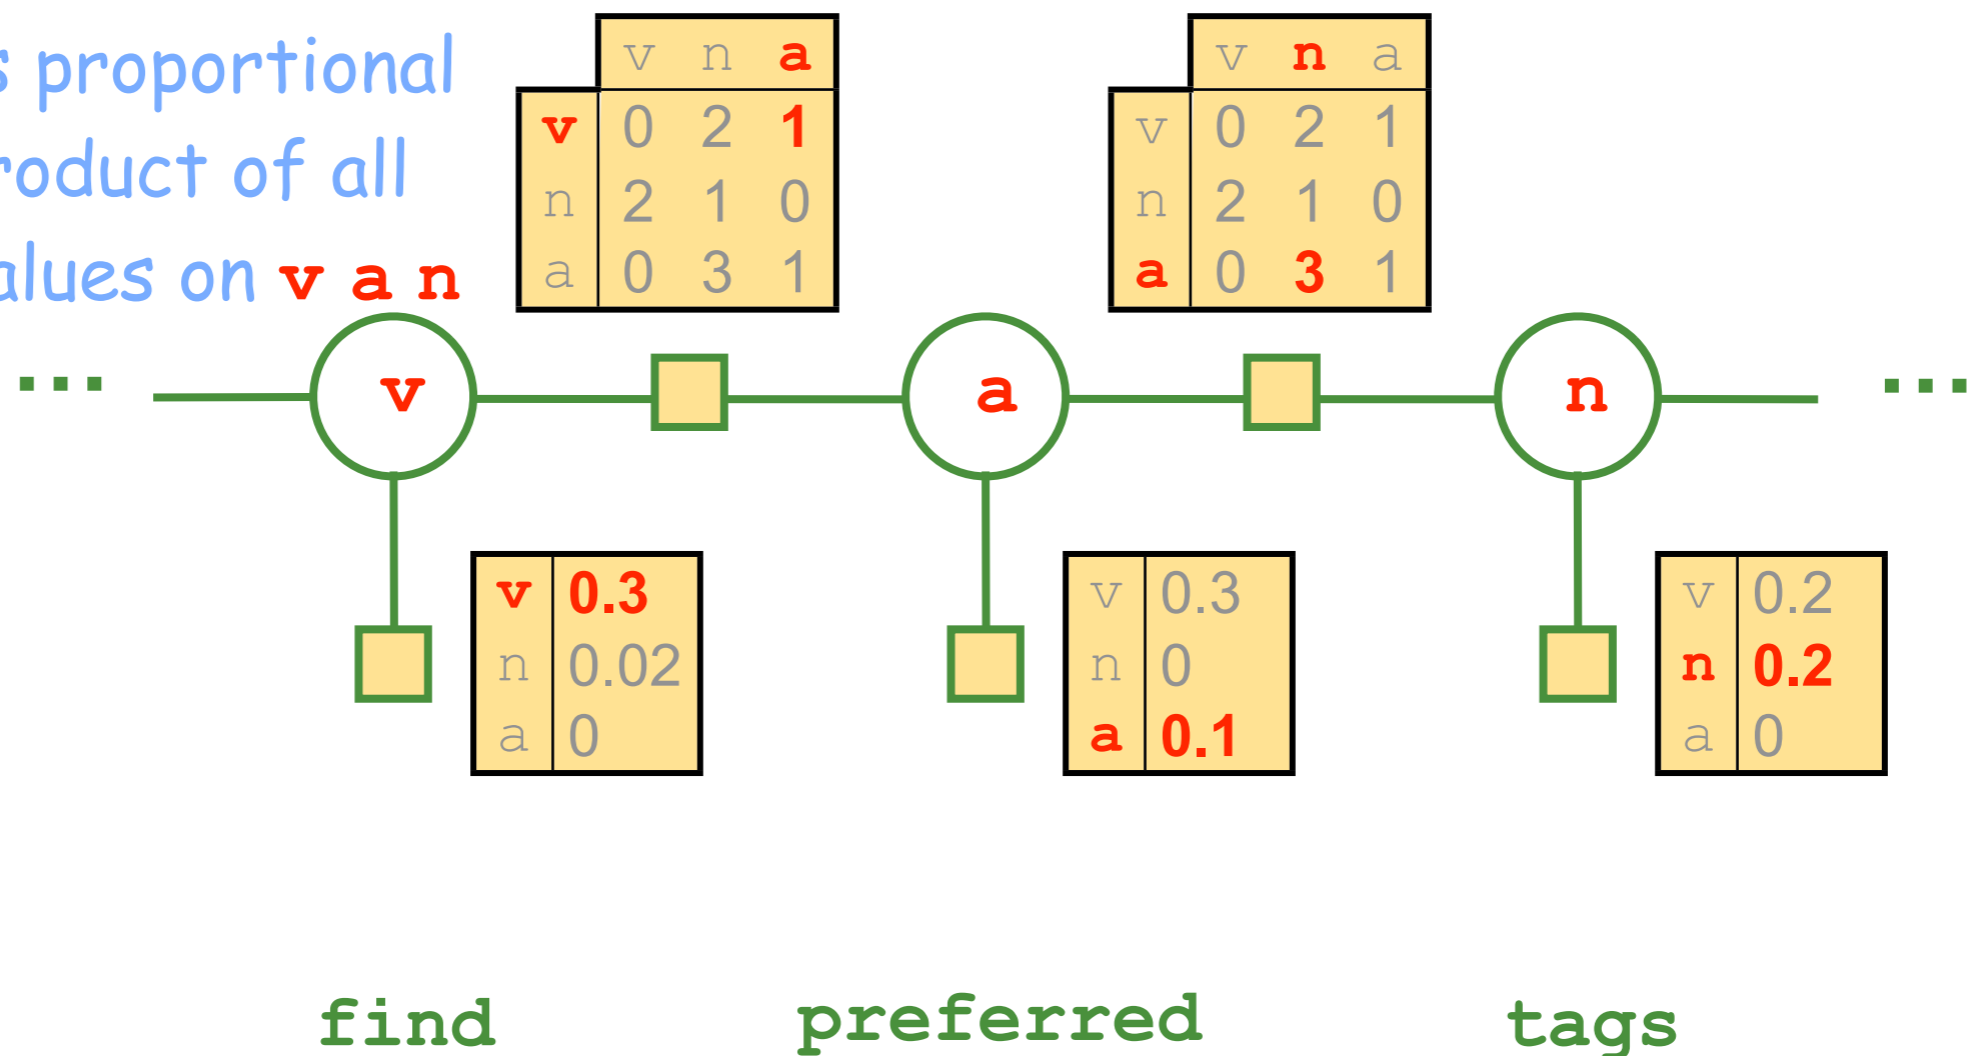 s proportional
roduct of all
alues on v a n
v n a
v 0 2 1
n 2 1 0
a 0 3 1
v n a
v 0 2 1
n 2 1 0
a 0 3 1
... v a n ...
v 0.3
n 0.02
a 0
v 0.3
n 0
a 0.1
v 0.2
n 0.2
a 0
find preferred tags